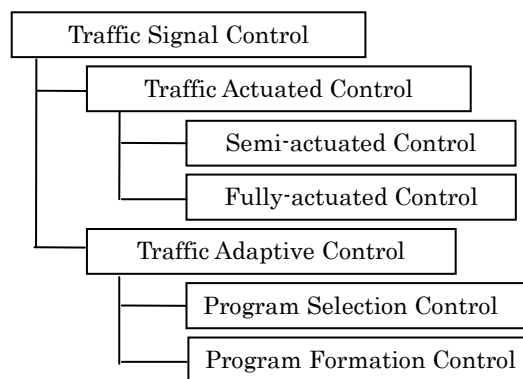 Traffic Signal Control
Traffic Actuated Control
Semi-actuated Control
Fully-actuated Control
Traffic Adaptive Control
Program Selection Control
Program Formation Control